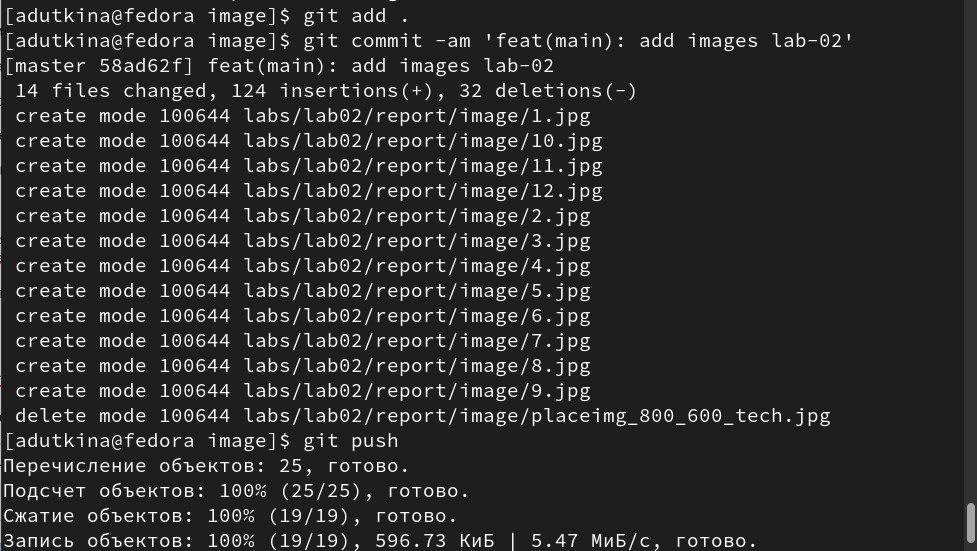 [adutkina@fedora image]$ git add .
[adutkina@fedora image]$ git commit -am 'feat(main): add images lab-02'
[master 58ad62f] feat(main): add images lab-02
 14 files changed, 124 insertions(+), 32 deletions(-)
 create mode 100644 labs/lab02/report/image/1.jpg
 create mode 100644 labs/lab02/report/image/10.jpg
 create mode 100644 labs/lab02/report/image/11.jpg
 create mode 100644 labs/lab02/report/image/12.jpg
 create mode 100644 labs/lab02/report/image/2.jpg
 create mode 100644 labs/lab02/report/image/3.jpg
 create mode 100644 labs/lab02/report/image/4.jpg
 create mode 100644 labs/lab02/report/image/5.jpg
 create mode 100644 labs/lab02/report/image/6.jpg
 create mode 100644 labs/lab02/report/image/7.jpg
 create mode 100644 labs/lab02/report/image/8.jpg
 create mode 100644 labs/lab02/report/image/9.jpg
 delete mode 100644 labs/lab02/report/image/placeimg_800_600_tech.jpg
[adutkina@fedora image]$ git push
Перечисление объектов: 25, готово.
Подсчет объектов: 100% (25/25), готово.
Сжатие объектов: 100% (19/19), готово.
Запись объектов: 100% (19/19), 596.73 КиБ | 5.47 МиБ/с, готово.